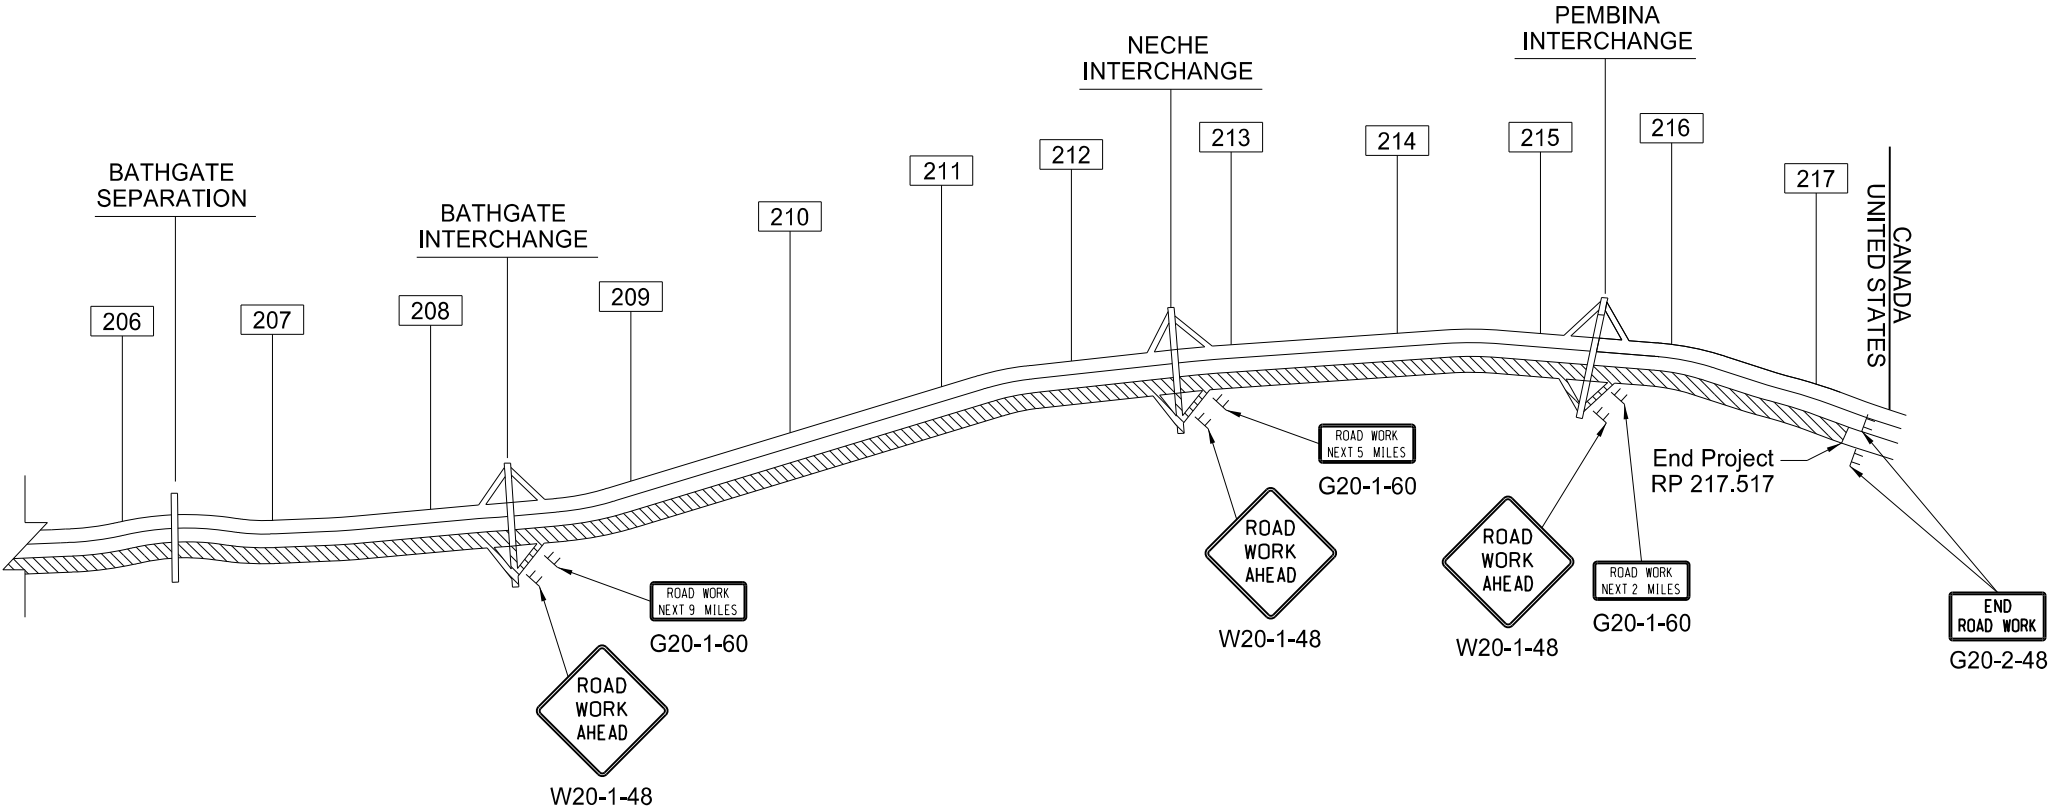 PEMBINA
INTERCHANGE
NECHE
INTERCHANGE
BATHGATE
SEPARATION
BATHGATE
INTERCHANGE
206
207
208
209
210
211
212
213
214
215
216
217
CANADA
UNITED STATES
ROAD WORK
NEXT 9 MILES
G20-1-60
ROAD
WORK
AHEAD
W20-1-48
ROAD WORK
NEXT 5 MILES
G20-1-60
ROAD
WORK
AHEAD
W20-1-48
ROAD
WORK
AHEAD
W20-1-48
ROAD WORK
NEXT 2 MILES
G20-1-60
End Project
RP 217.517
END
ROAD WORK
G20-2-48